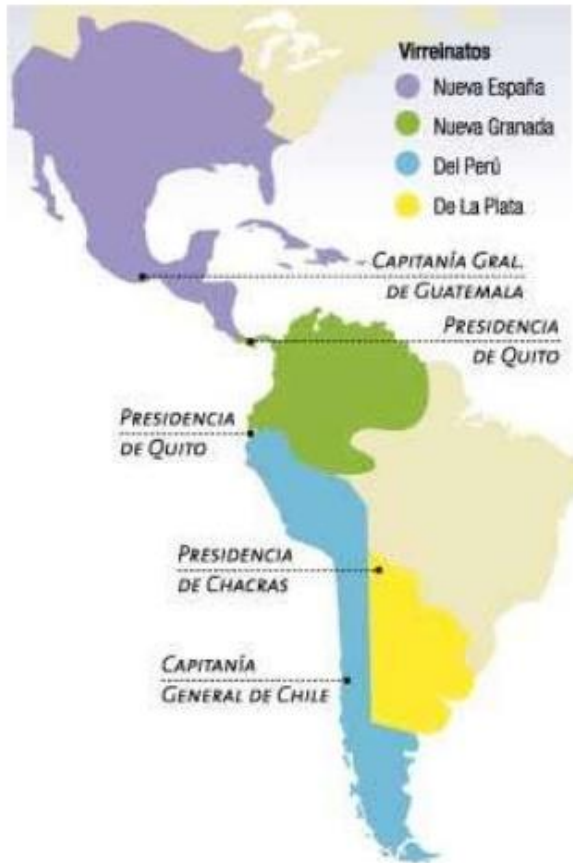 Virreinatos
Nueva España
Nueva Granada
Del Perú
De La Plata
CAPITANÍA GRAL.
DE GUATEMALA
PRESIDENCIA
DE QUITO
PRESIDENCIA
DE QUITO
PRESIDENCIA
DE CHACRAS
CAPITANÍA
GENERAL DE CHILE